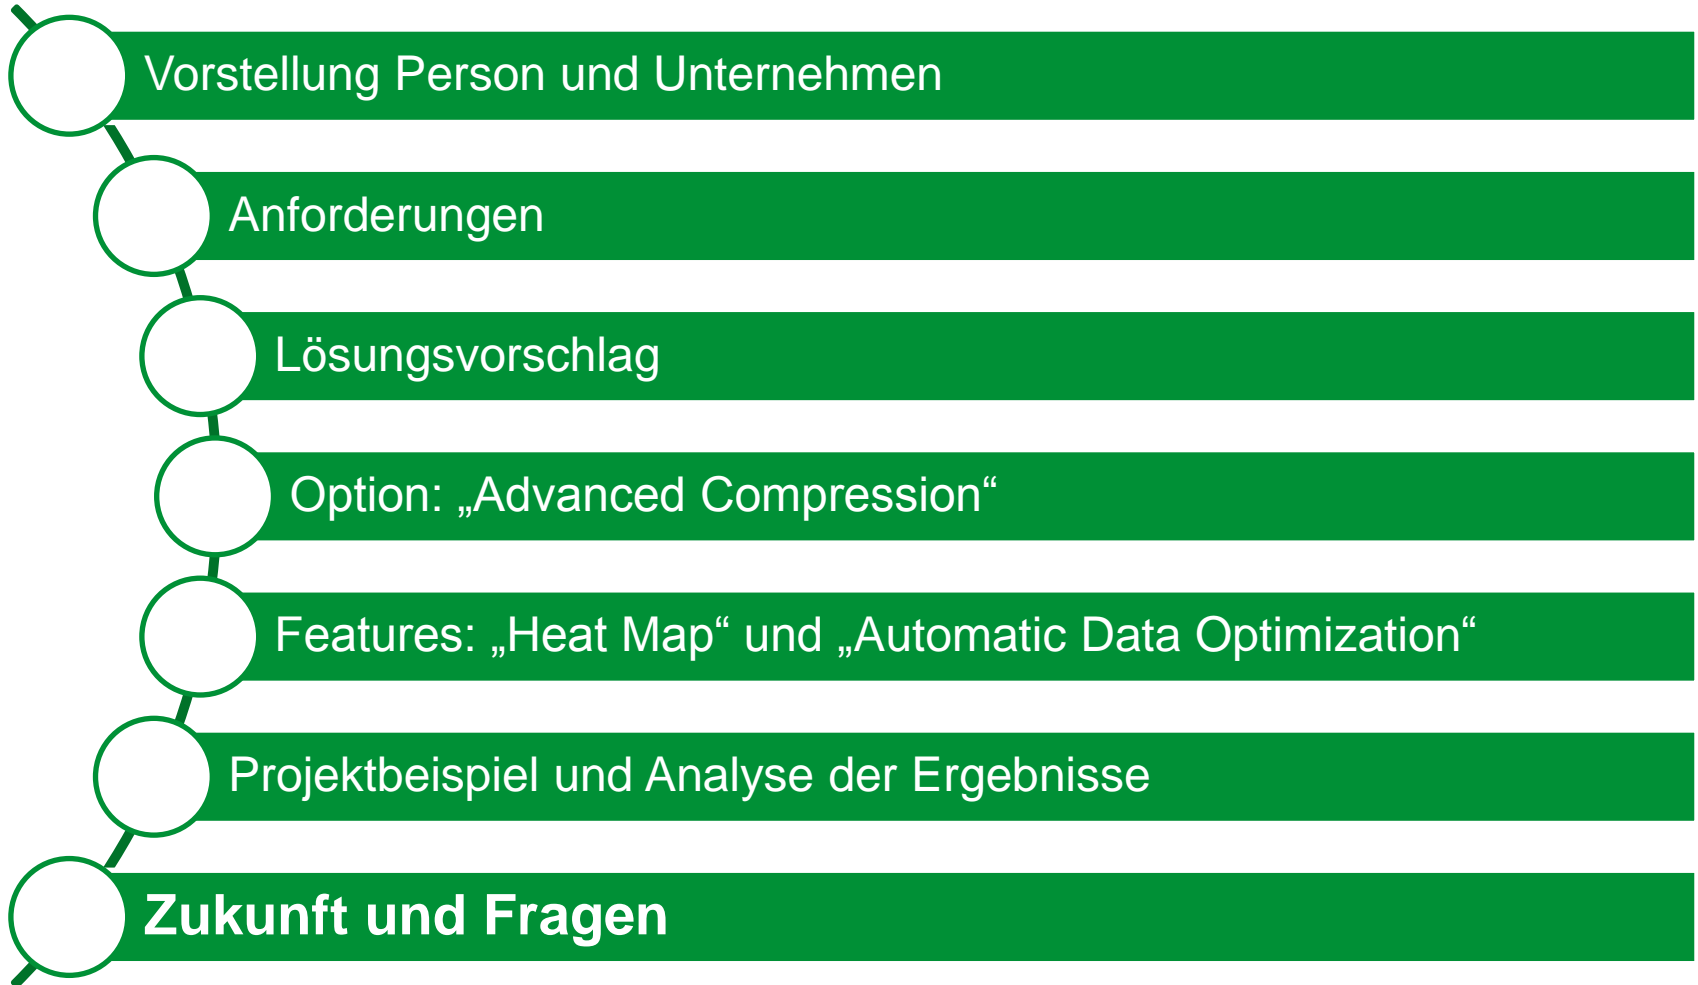 Vorstellung Person und Unternehmen
Anforderungen
Lösungsvorschlag
Option: „Advanced Compression“
Features: „Heat Map“ und „Automatic Data Optimization“
Projektbeispiel und Analyse der Ergebnisse
Zukunft und Fragen